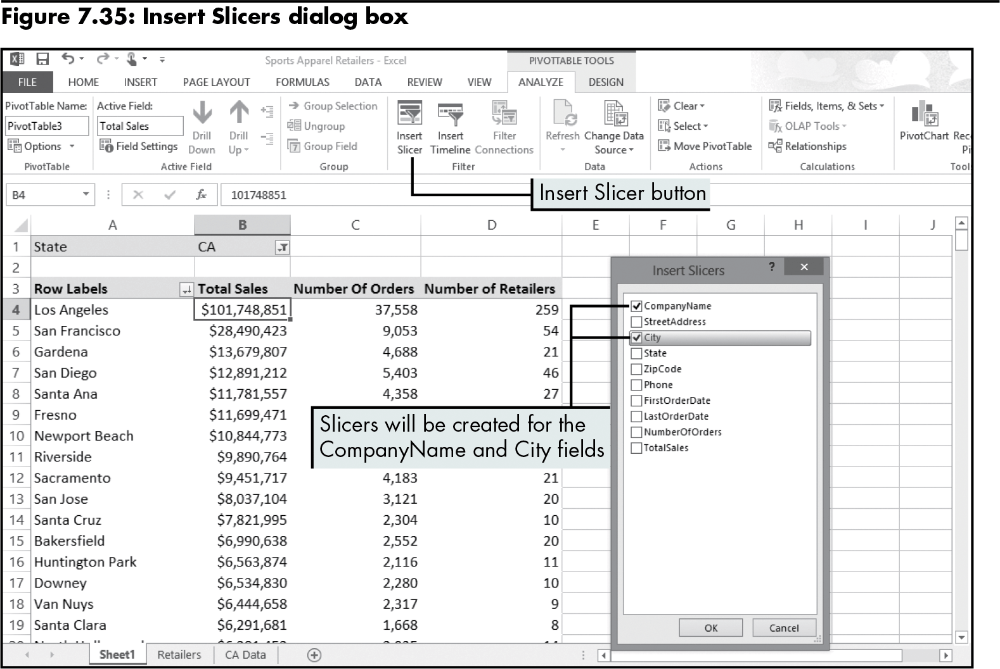 Figure 7.35: Insert Slicers dialog box
Sports Apparel Retailers - Excel
PIVOTTABLE TOOLS
FILE HOME INSERT PAGE LAYOUT FORMULAS DATA REVIEW VIEW ANALYZE DESIGN
PivotTable Name:
PivotTable3
Options
PivotTable
Active Field:
Total Sales
Field Settings
Drill Down
Drill Up
Active Field
Group Selection
Ungroup
7 Group Field
Group
Insert Slicer
Insert Timeline
Filter Connections
Filter
Refresh
Change Data Source
Data
Clear
Select
Move PivotTable
Actions
fx Fields, Items, & Sets
fx OLAP Tools
Relationships
Calculations
PivotChart
Insert Slicer button
B4 fx 101748851
A B C D E F G H I J
1 State CA
2
3 Row Labels Total Sales Number Of Orders Number of Retailers
4 Los Angeles $101,748,851 37,558 259
5 San Francisco $28,490,423 9,053 54
6 Gardena $13,679,807 4,688 21
7 San Diego $12,891,212 5,403 46
8 Santa Ana $11,781,557 4,358 27
9 Fresno $11,699,471
10 Newport Beach $10,844,773
11 Riverside $9,890,764
12 Sacramento $9,451,717 4,183 21
13 San Jose $8,037,104 3,121 20
14 Santa Cruz $7,821,995 2,304 10
15 Bakersfield $6,990,638 2,552 20
16 Huntington Park $6,563,874 2,116 11
17 Downey $6,534,830 2,280 10
18 Van Nuys $6,444,658 2,317 9
19 Santa Clara $6,291,681 1,668 8
Slicers will be created for the
CompanyName and City fields
Insert Slicers ?
CompanyName
StreetAddress
City
State
ZipCode
Phone
FirstOrderDate
LastOrderDate
NumberOfOrders
TotalSales
OK Cancel
Sheet1 Retailers CA Data